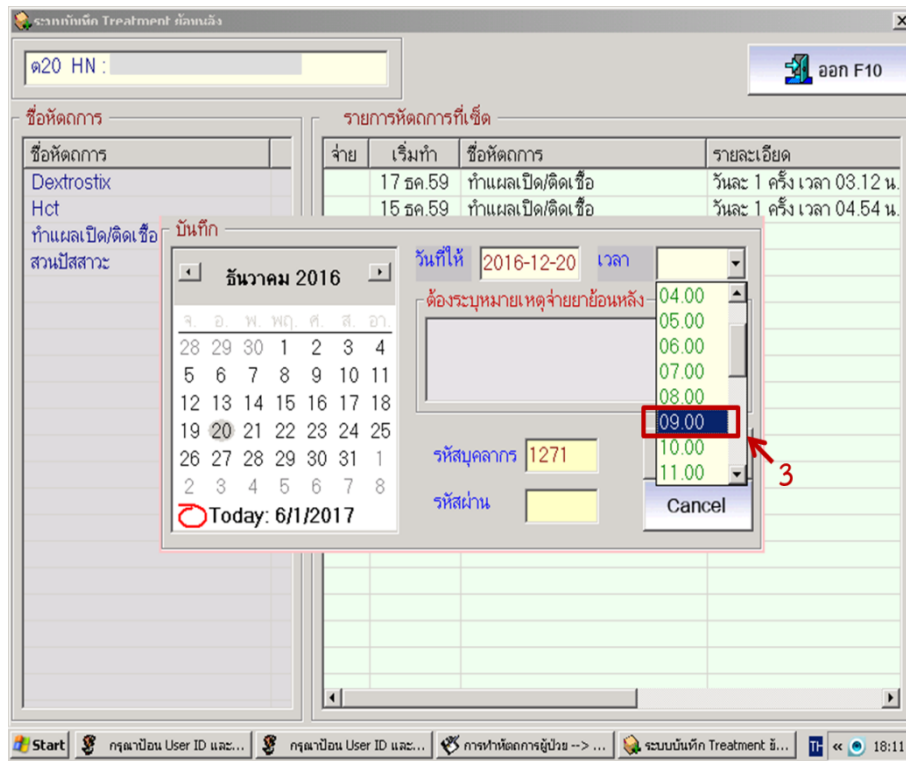 ระบบบันทึก Treatment ย้อนหลัง
ด20 HN :
ออก F10
ชื่อหัตถการ
ชื่อหัตถการ
Dextrostix
Hct
ทำแผลเปิด/ติดเชื้อ
สวนปัสสาวะ
รายการหัตถการที่เซ็ต
จ่าย เริ่มทำ ชื่อหัตถการ รายละเอียด
17 ธค.59 ทำแผลเปิด/ติดเชื้อ วันละ 1 ครั้ง เวลา 03.12 น.
15 ธค.59 ทำแผลเปิด/ติดเชื้อ วันละ 1 ครั้ง เวลา 04.54 น.
บันทึก
ธันวาคม 2016
จ. อ. พ. พฤ. ศ. ส. อา.
28 29 30 1 2 3 4
5 6 7 8 9 10 11
12 13 14 15 16 17 18
19 20 21 22 23 24 25
26 27 28 29 30 31 1
2 3 4 5 6 7 8
Today: 6/1/2017
วันที่ให้ 2016-12-20 เวลา
ต้องระบุหมายเหตุจ่ายยาย้อนหลัง
04.00
05.00
06.00
07.00
08.00
09.00
10.00
11.00
3
รหัสบุคลากร 1271
รหัสผ่าน
Cancel
Start กรุณาป้อน User ID และ... กรุณาป้อน User ID และ... การทำหัตถการผู้ป่วย --> ... ระบบบันทึก Treatment ย้... TH « 18:11